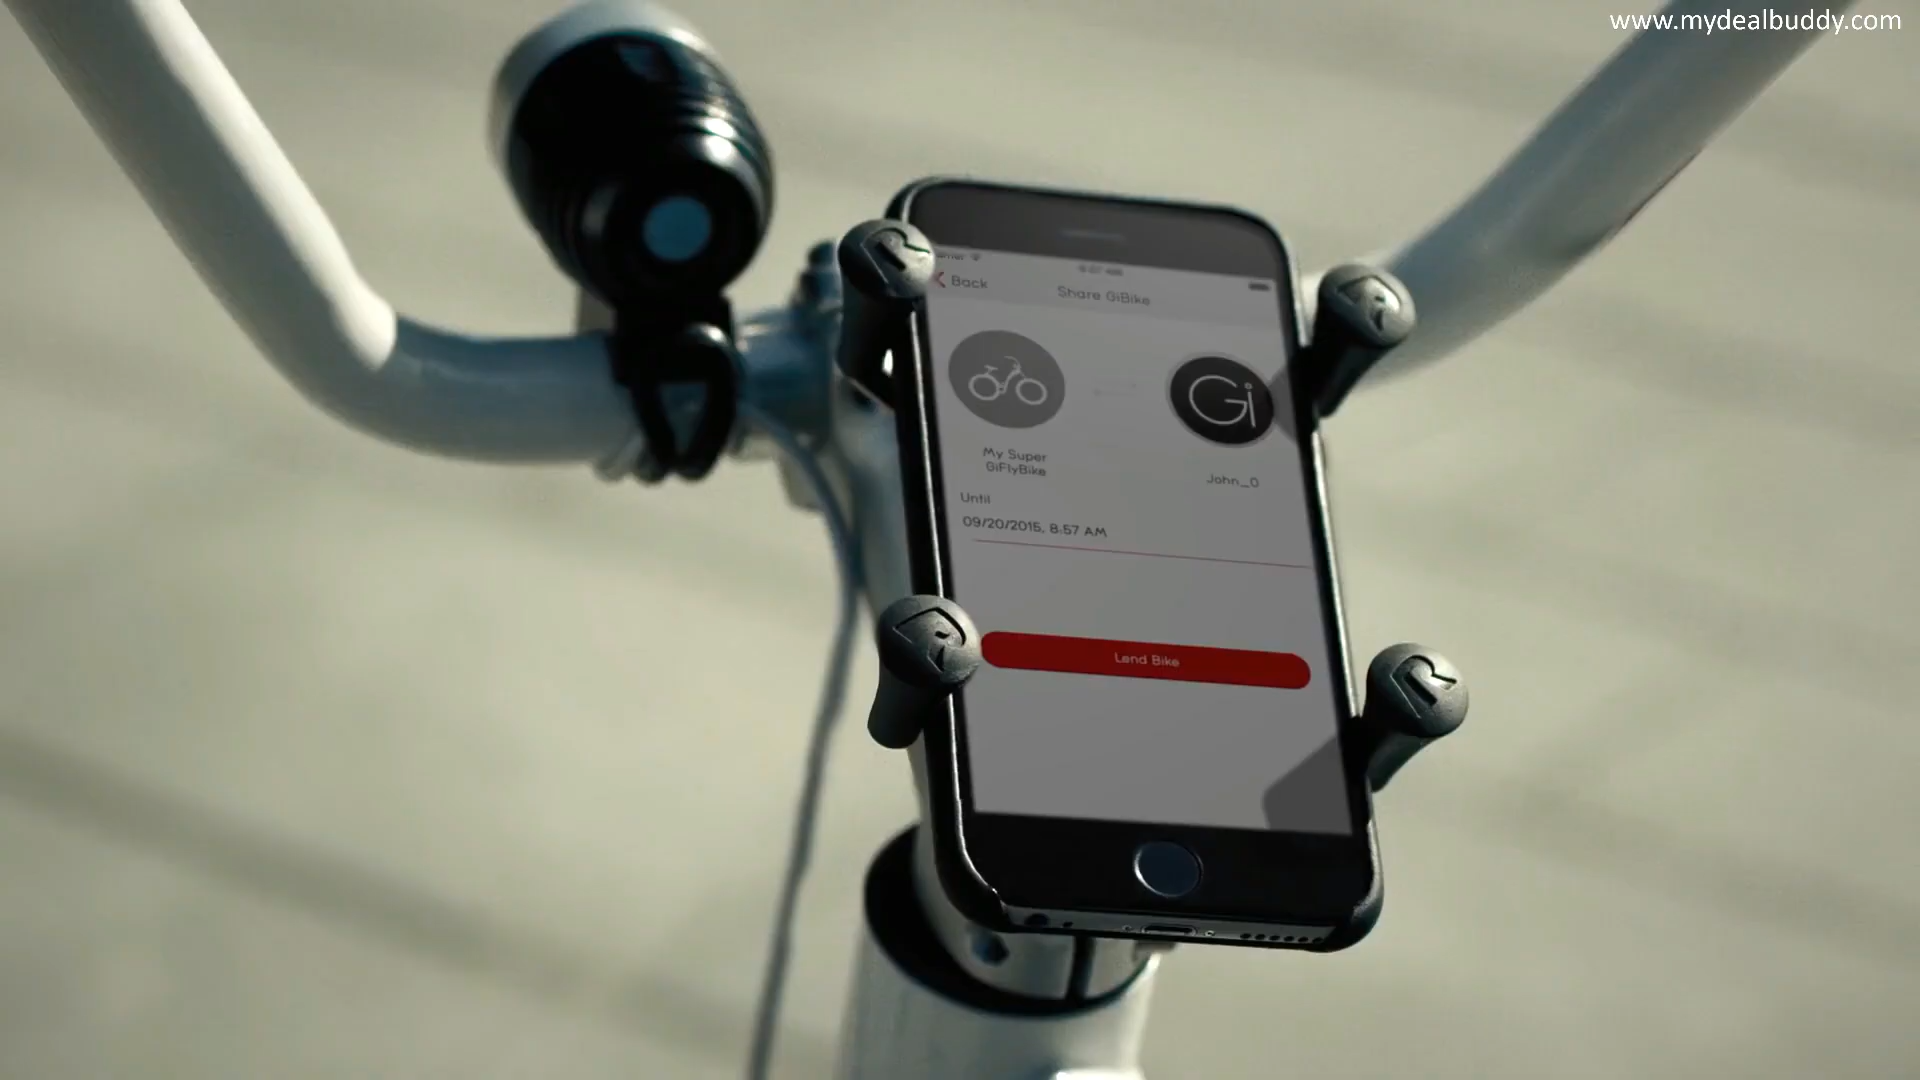 www.mydealbuddy.com
Back
Share GiBike
Gi
My Super
GiFlyBike
John_0
Until
09/20/2015, 8:57 AM
Lend Bike
R
R
R
R